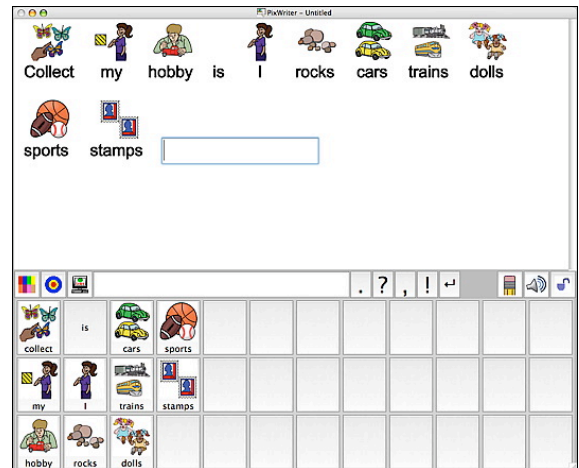 PixWriter – Untitled
Collect my hobby is I rocks cars trains dolls
sports stamps
. ? , ! ↵
collect is cars sports
my I trains stamps
hobby rocks dolls